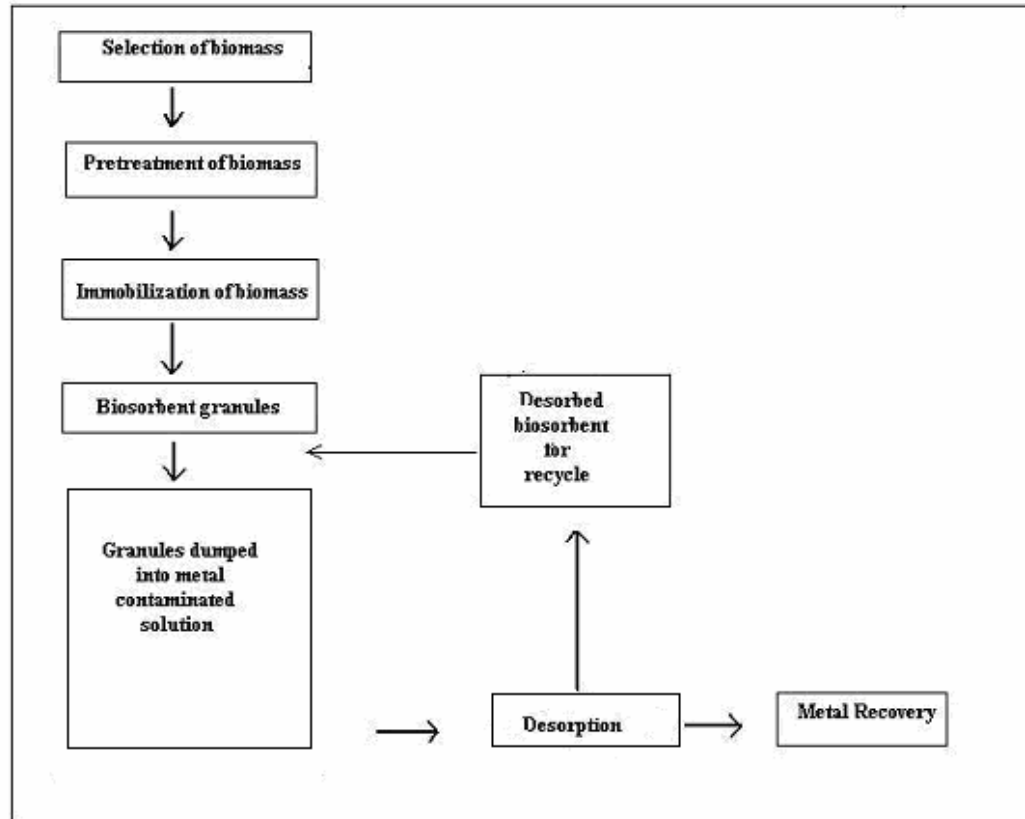 Selection of biomass
Pretreatment of biomass
Immobilization of biomass
Biosorbent granules
Granules dumped
into metal
contaminated
solution
Desorbed
biosorbent
for
recycle
Desorption
Metal Recovery